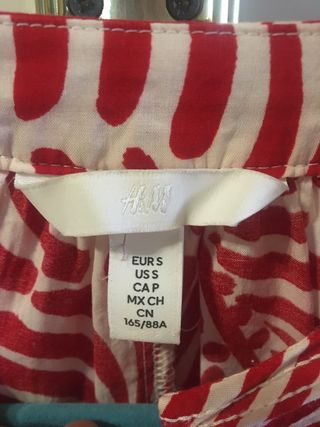 H&M
EUR S
US S
CA P
MX CH
CN
165/88A